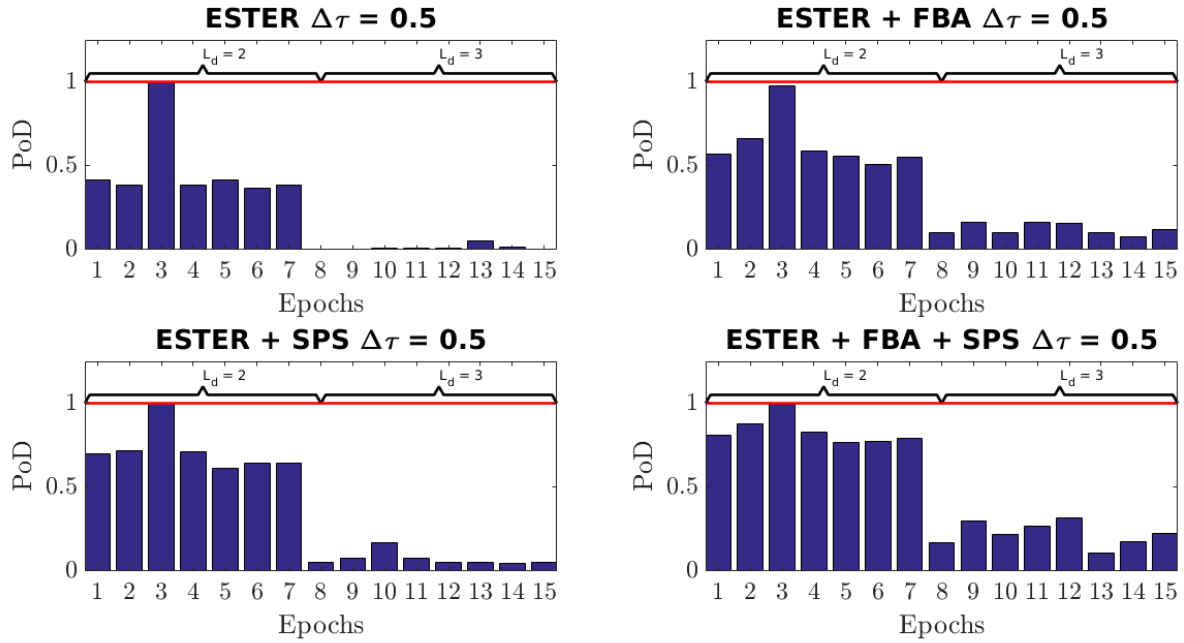 ESTER Δτ = 0.5
L_d = 2
L_d = 3
1
0.5
0
PoD
1 2 3 4 5 6 7 8 9 10 11 12 13 14 15
Epochs
ESTER + FBA Δτ = 0.5
L_d = 2
L_d = 3
1
0.5
0
PoD
1 2 3 4 5 6 7 8 9 10 11 12 13 14 15
Epochs
ESTER + SPS Δτ = 0.5
L_d = 2
L_d = 3
1
0.5
0
PoD
1 2 3 4 5 6 7 8 9 10 11 12 13 14 15
Epochs
ESTER + FBA + SPS Δτ = 0.5
L_d = 2
L_d = 3
1
0.5
0
PoD
1 2 3 4 5 6 7 8 9 10 11 12 13 14 15
Epochs